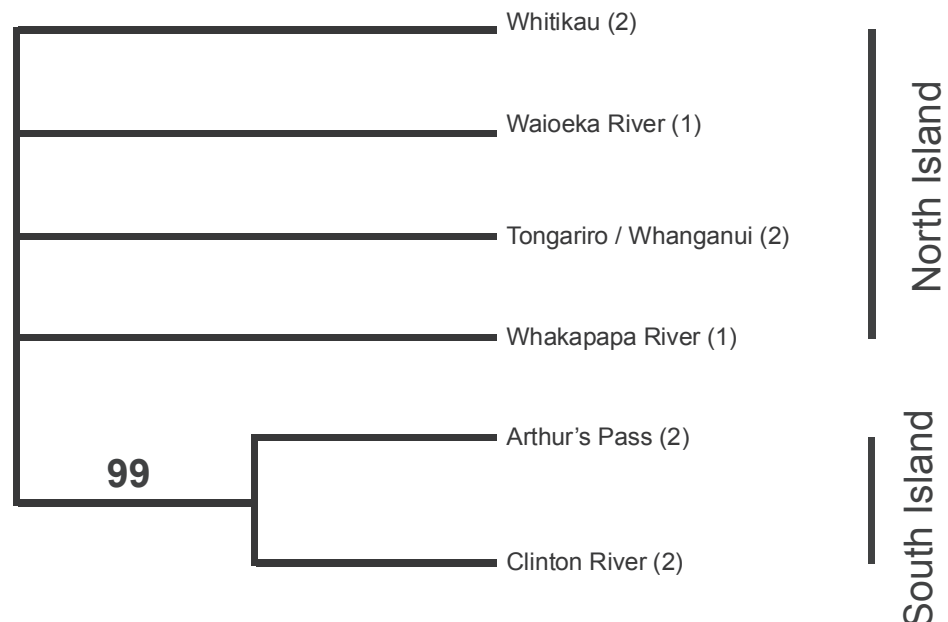 Whitikau (2)
Waioeka River (1)
Tongariro / Whanganui (2)
Whakapapa River (1)
North Island
99
Arthur’s Pass (2)
Clinton River (2)
South Island